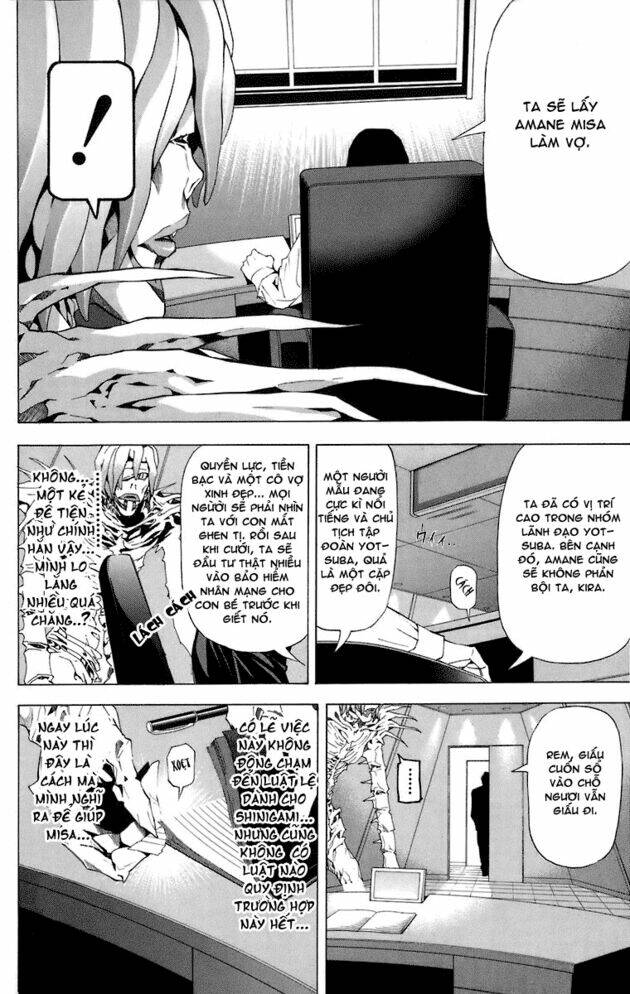 TA SẼ LẤY
AMANE MISA
LÀM VỢ.
!
TA ĐÃ CÓ VỊ TRÍ
CAO TRONG NHÓM
LÃNH ĐẠO YOT-
SUBA. BÊN CẠNH
ĐÓ, AMANE CŨNG
SẼ KHÔNG PHẢN
BỘI TA, KIRA.
CẠCH
MỘT NGƯỜI
MẪU ĐANG
CỰC KÌ NỔI
TIẾNG VÀ CHỦ
TỊCH TẬP
ĐOÀN YOT-
SUBA, QUẢ
LÀ MỘT CẶP
ĐẸP ĐÔI.
QUYỀN LỰC, TIỀN
BẠC VÀ MỘT CÔ VỢ
XINH ĐẸP... MỌI
NGƯỜI SẼ PHẢI NHÌN
TA VỚI CON MẮT
GHEN TỊ. RỒI SAU
KHI CƯỚI, TA SẼ
ĐẦU TƯ THẬT NHIỀU
VÀO BẢO HIỂM
NHÂN MẠNG CHO
CON BÉ TRƯỚC KHI
GIẾT NÓ.
LÁCH CÁCH
KHÔNG...
MỘT KẺ
ĐÊ TIỆN
NHƯ CHÍNH
HẮN VẬY...
MÌNH LO
LẮNG
NHIỀU QUÁ
CHĂNG..?
REM, GIẤU
CUỐN SỔ
VÀO CHỖ
NGƯƠI VẪN
GIẤU ĐI.
......
CÓ LẼ VIỆC
NÀY KHÔNG
ĐỘNG CHẠM
ĐẾN LUẬT LỆ
DÀNH CHO
SHINIGAMI...
NHƯNG CŨNG
KHÔNG CÓ
LUẬT NÀO
QUY ĐỊNH
TRƯỜNG HỢP
NÀY HẾT...
XOẸT
NGAY LÚC
NÀY THÌ
ĐÂY LÀ
CÁCH MÀ
MÌNH NGHĨ
RA ĐỂ GIÚP
MISA...